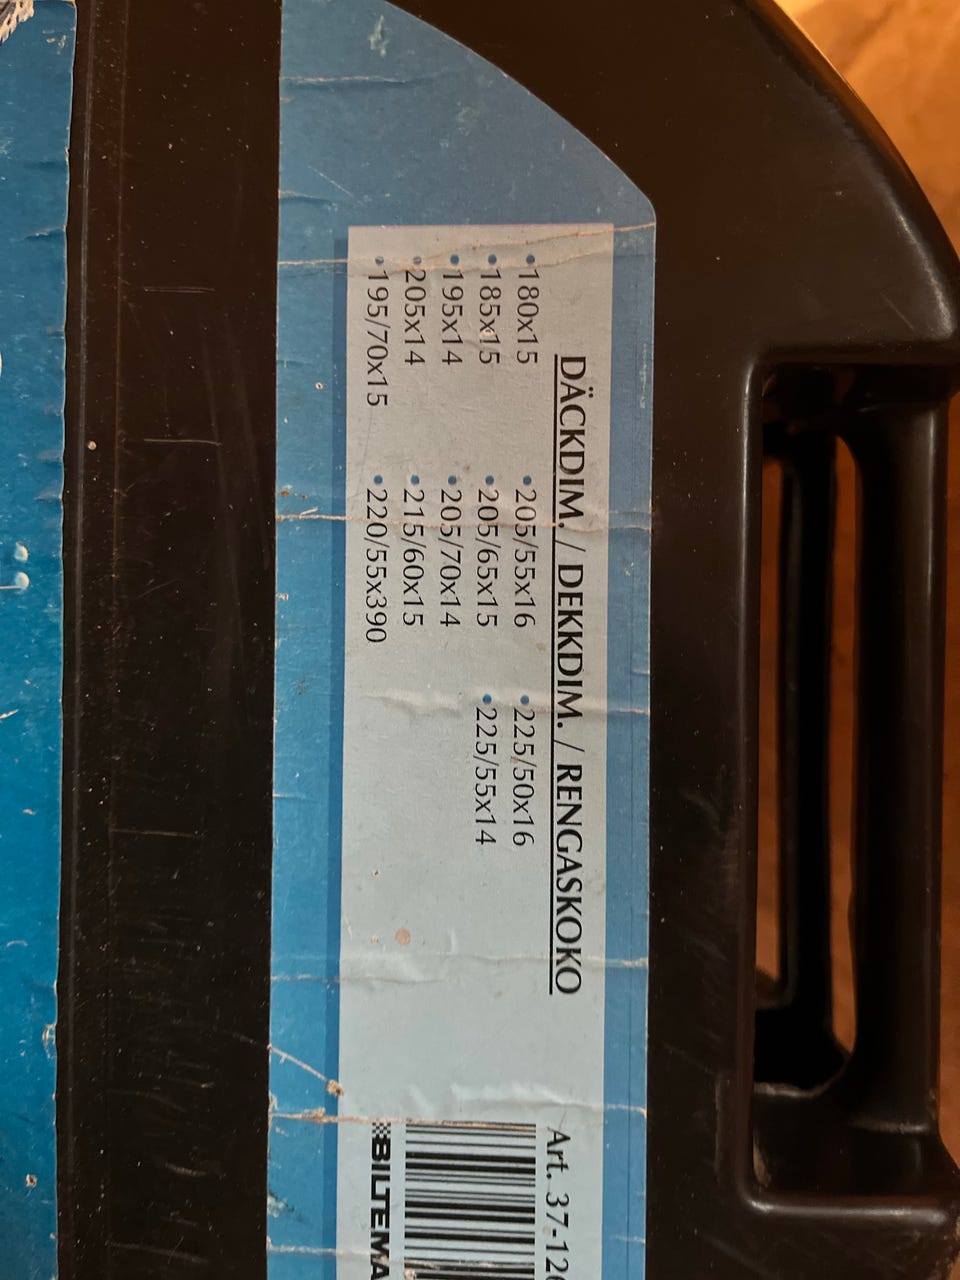 DÄCKDIM. / DEKKDIM. / RENGASKOKO
•180x15 •205/55x16 •225/50x16
•185x15 •205/65x15 •225/55x14
•195x14 •205/70x14
•205x14 •215/60x15
•195/70x15 •220/55x390
Art. 37-12
BILTEMA